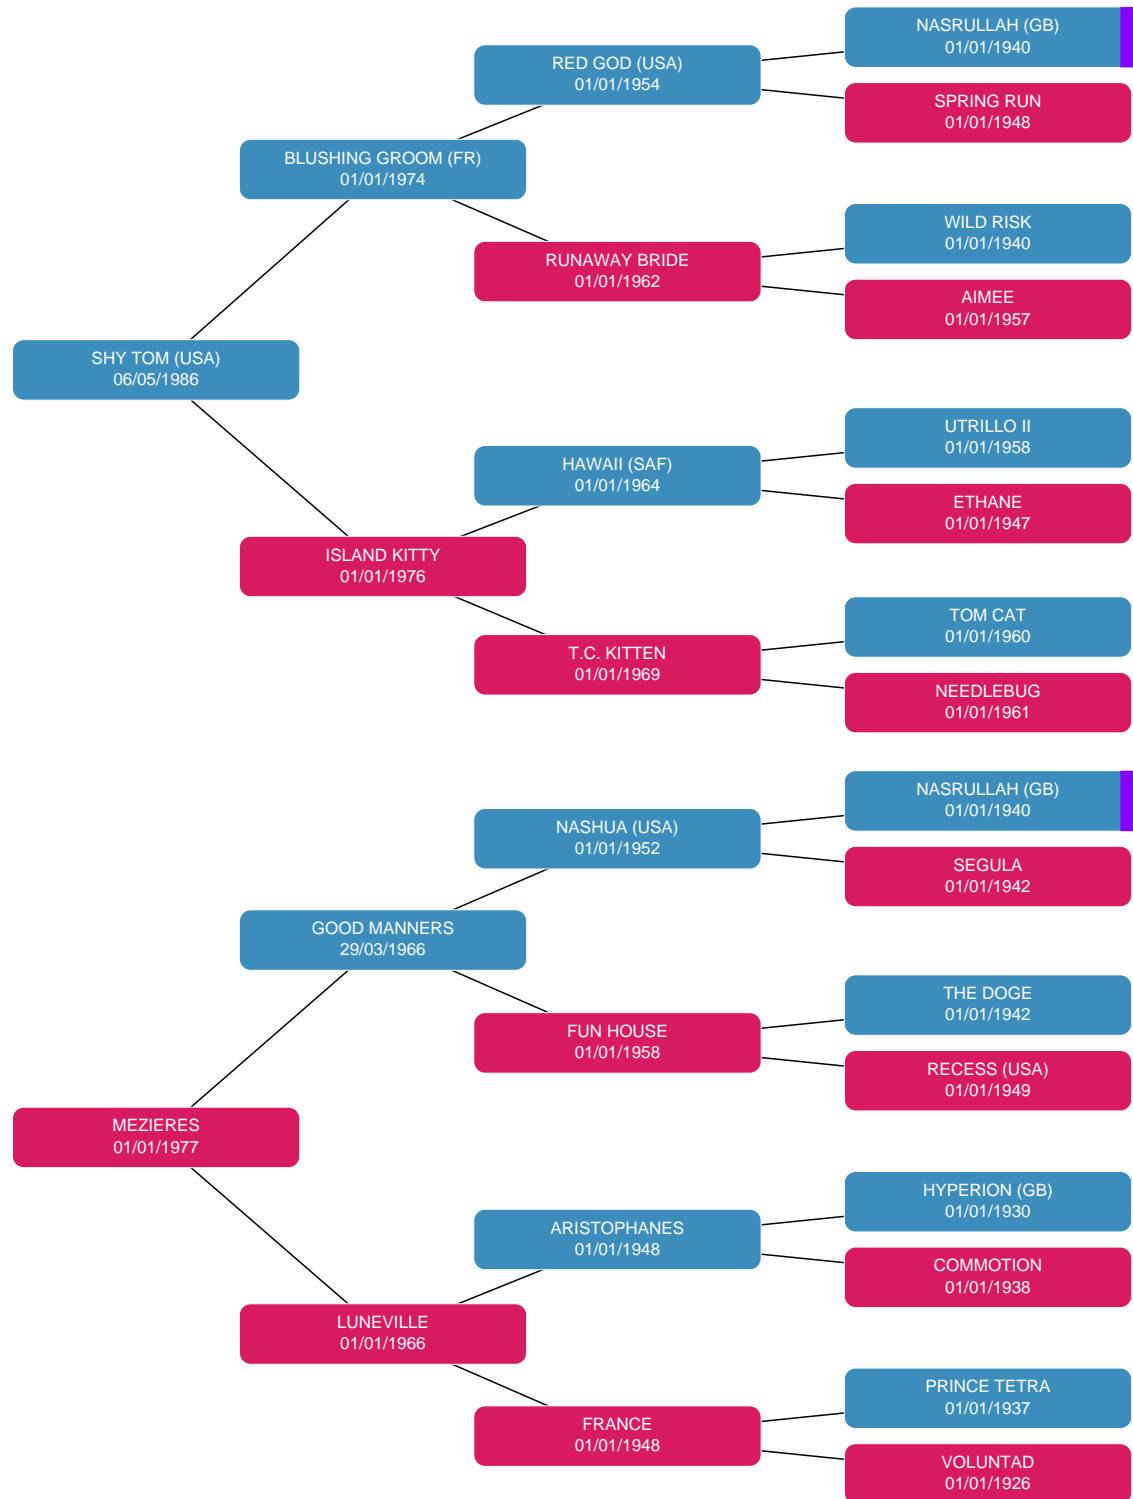 NASRULLAH (GB)
01/01/1940
RED GOD (USA)
01/01/1954
SPRING RUN
01/01/1948
BLUSHING GROOM (FR)
01/01/1974
WILD RISK
01/01/1940
RUNAWAY BRIDE
01/01/1962
AIMEE
01/01/1957
SHY TOM (USA)
06/05/1986
UTRILLO II
01/01/1958
HAWAII (SAF)
01/01/1964
ETHANE
01/01/1947
ISLAND KITTY
01/01/1976
TOM CAT
01/01/1960
T.C. KITTEN
01/01/1969
NEEDLEBUG
01/01/1961
NASRULLAH (GB)
01/01/1940
NASHUA (USA)
01/01/1952
SEGULA
01/01/1942
GOOD MANNERS
29/03/1966
THE DOGE
01/01/1942
FUN HOUSE
01/01/1958
RECESS (USA)
01/01/1949
MEZIERES
01/01/1977
HYPERION (GB)
01/01/1930
ARISTOPHANES
01/01/1948
COMMOTION
01/01/1938
LUNEVILLE
01/01/1966
PRINCE TETRA
01/01/1937
FRANCE
01/01/1948
VOLUNTAD
01/01/1926